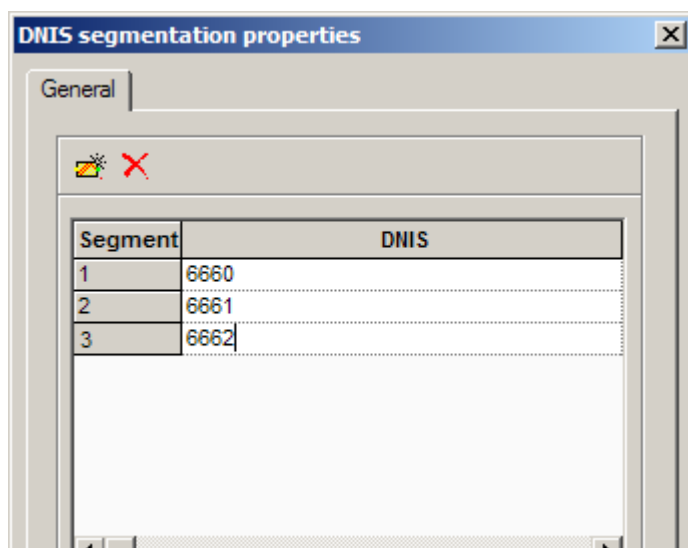 DNIS segmentation properties
General
Segment DNIS
1 6660
2 6661
3 6662